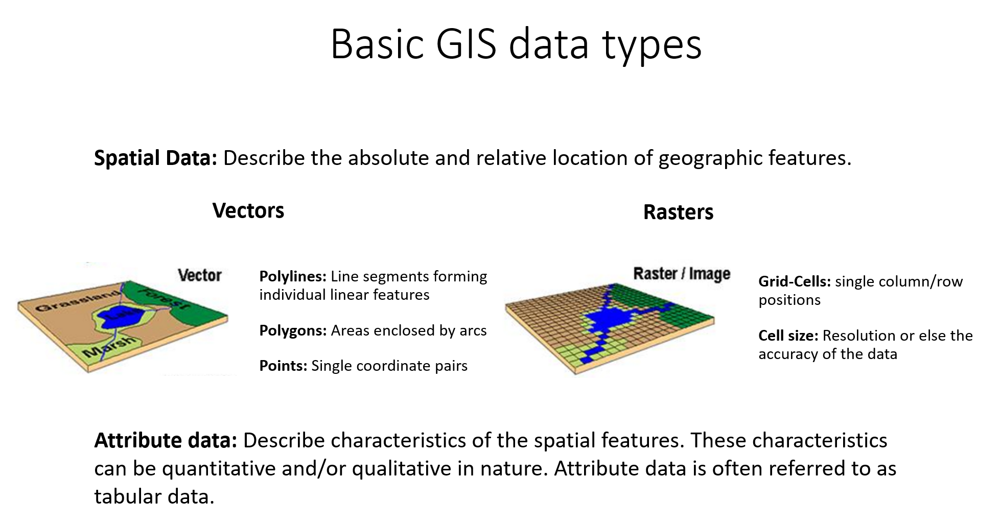 Basic GIS data types
Spatial Data: Describe the absolute and relative location of geographic features.
Vectors
Rasters
Vector
Grassland
Forest
Lake
Marsh
Polylines: Line segments forming
individual linear features
Polygons: Areas enclosed by arcs
Points: Single coordinate pairs
Raster / Image
Grid-Cells: single column/row
positions
Cell size: Resolution or else the
accuracy of the data
Attribute data: Describe characteristics of the spatial features. These characteristics
can be quantitative and/or qualitative in nature. Attribute data is often referred to as
tabular data.